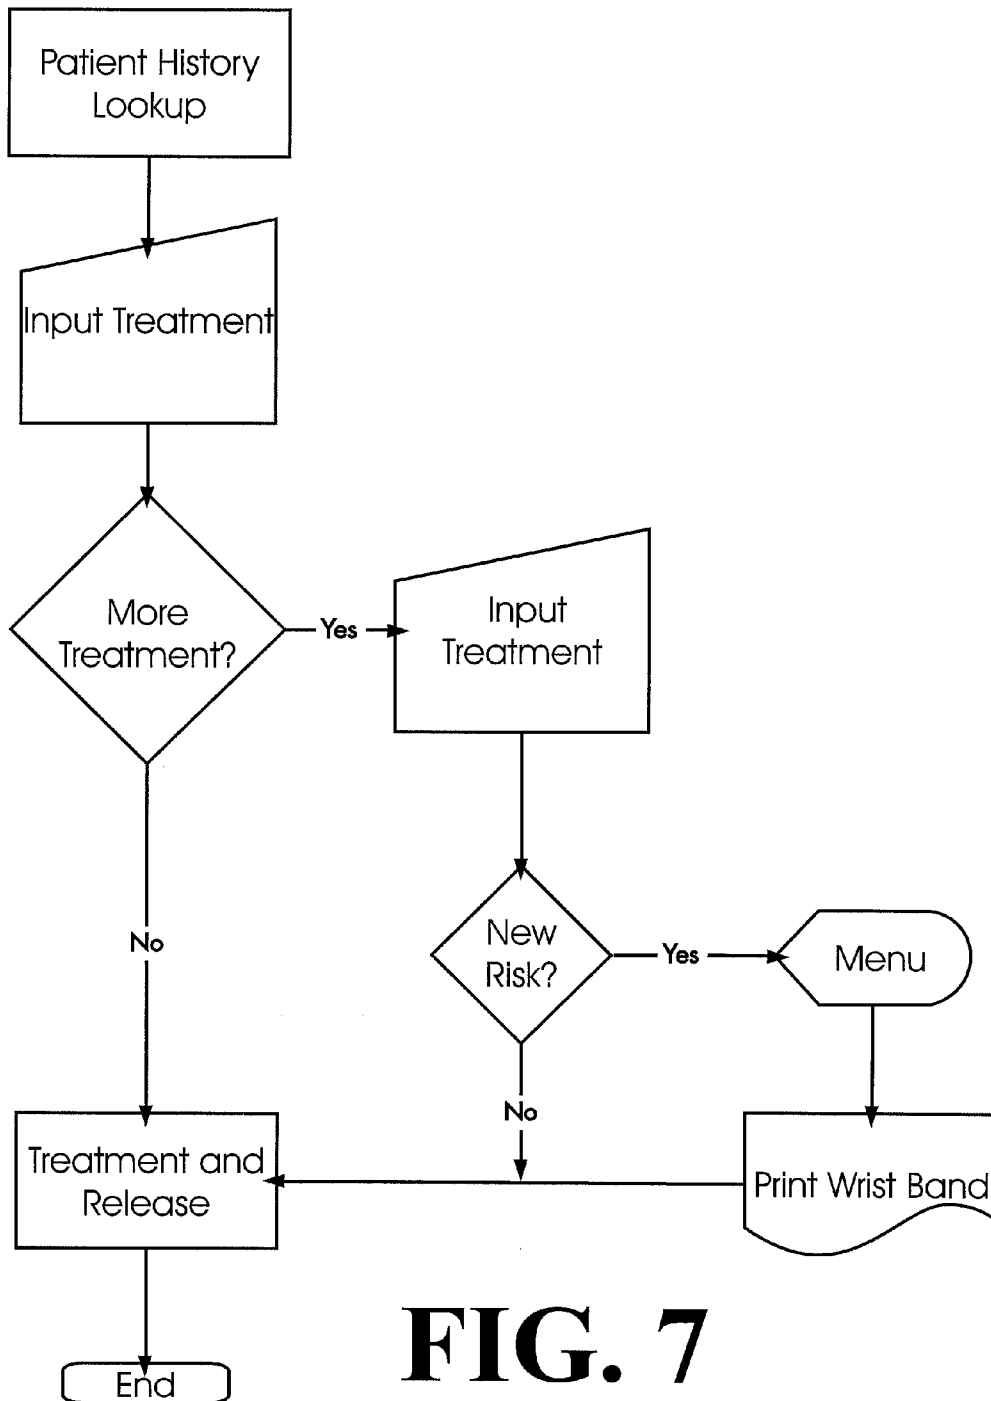 Patient History
Lookup
Input Treatment
More
Treatment?
Yes
Input
Treatment
No
New
Risk?
Yes
Menu
No
Treatment and
Release
Print Wrist Band
End
FIG. 7